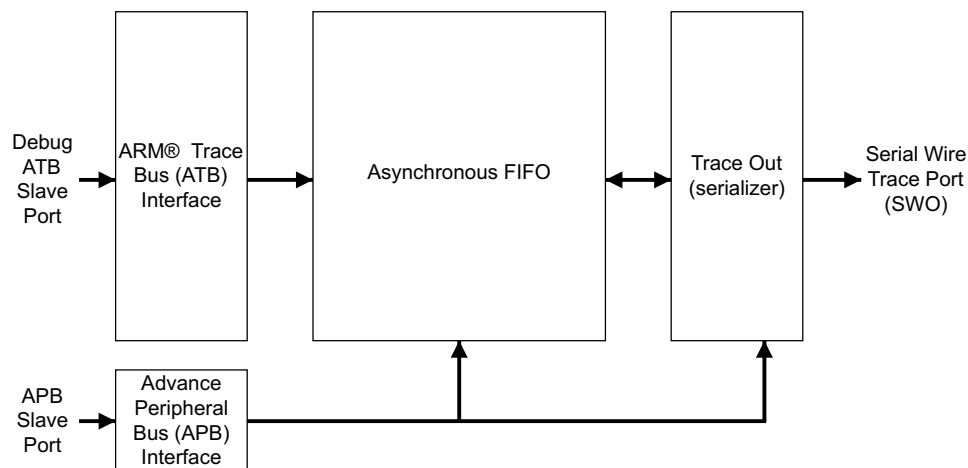 Debug
ATB
Slave
Port
ARM® Trace
Bus (ATB)
Interface
Asynchronous FIFO
Trace Out
(serializer)
Serial Wire
Trace Port
(SWO)
APB
Slave
Port
Advance
Peripheral
Bus (APB)
Interface